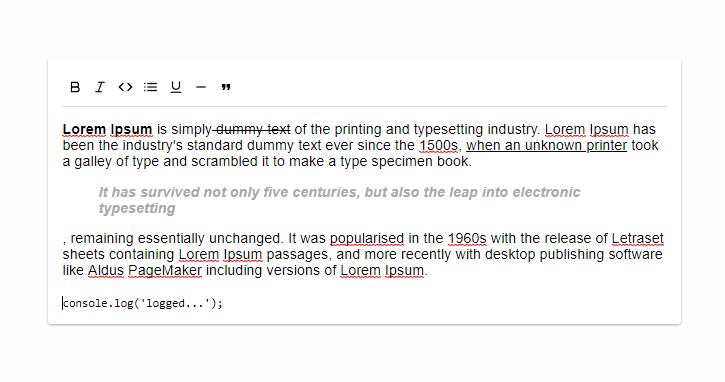 B I <> U – "
Lorem Ipsum is simply dummy text of the printing and typesetting industry. Lorem Ipsum has
been the industry's standard dummy text ever since the 1500s, when an unknown printer took
a galley of type and scrambled it to make a type specimen book.
It has survived not only five centuries, but also the leap into electronic
typesetting
, remaining essentially unchanged. It was popularised in the 1960s with the release of Letraset
sheets containing Lorem Ipsum passages, and more recently with desktop publishing software
like Aldus PageMaker including versions of Lorem Ipsum.
console.log('logged...');